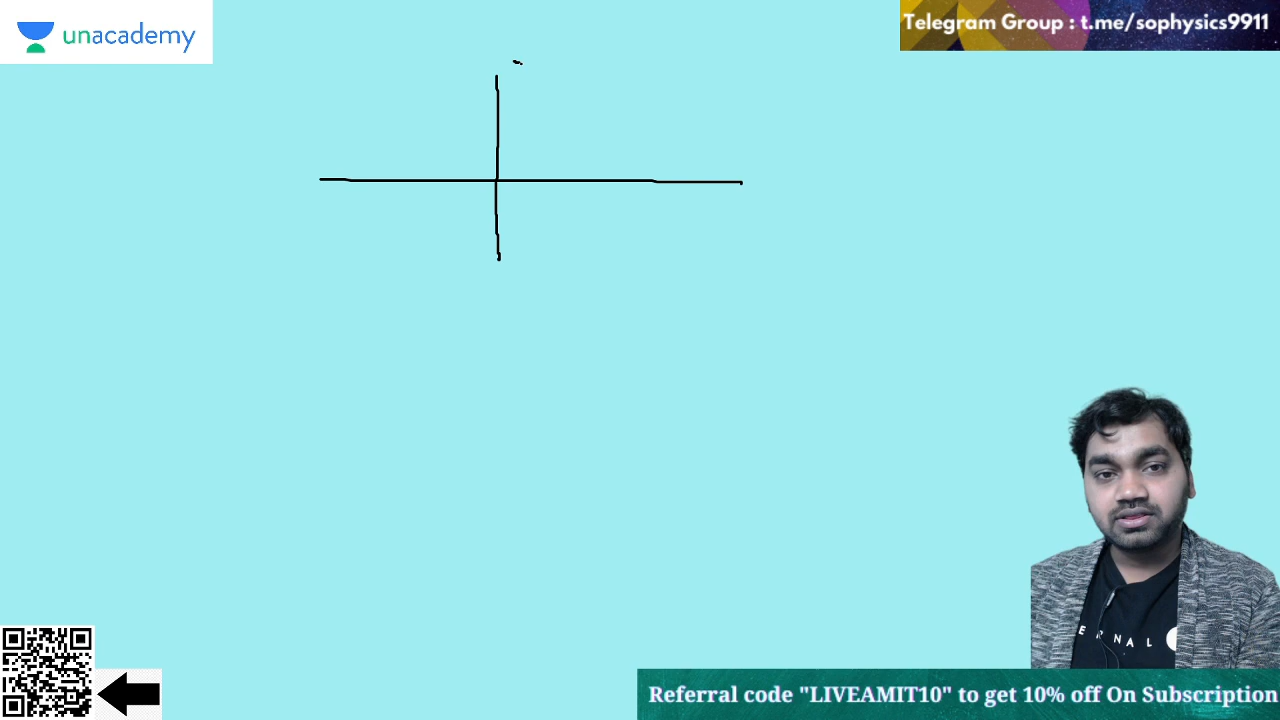 unacademy
Telegram Group : t.me/sophysics9911
E R N A L
Referral code "LIVEAMIT10" to get 10% off On Subscription